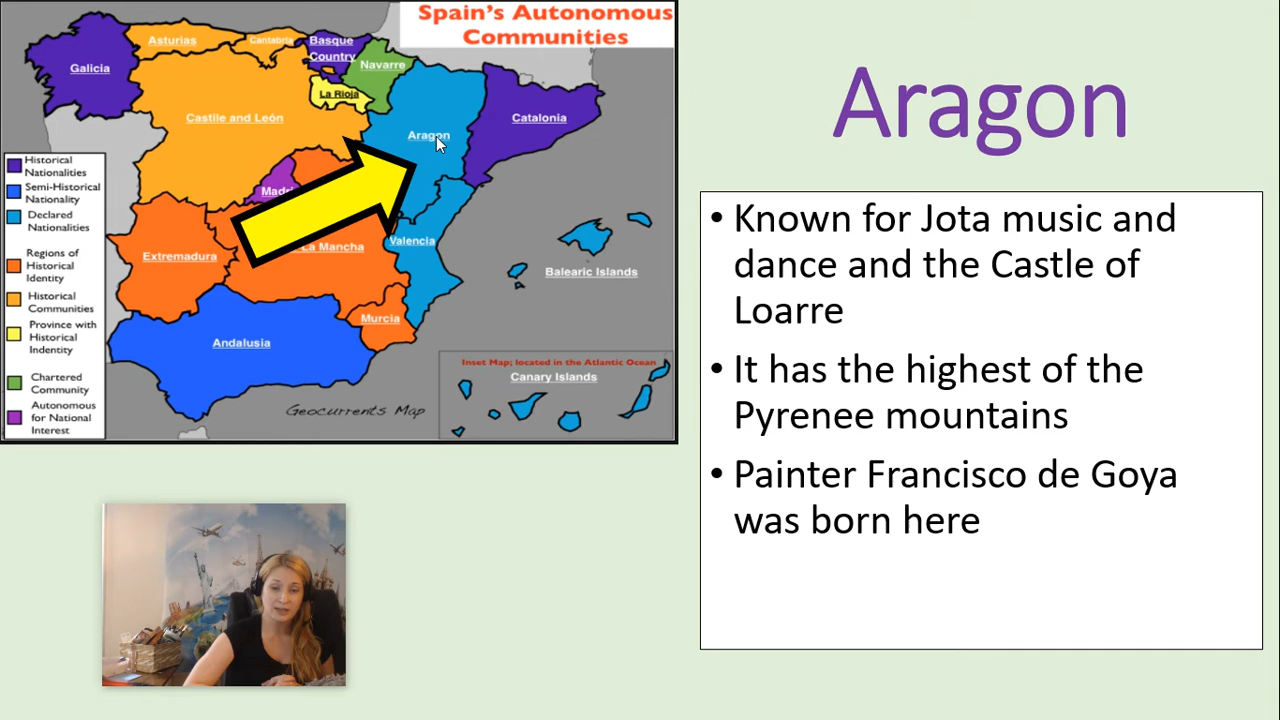 Spain's Autonomous
Communities
Galicia
Asturias
Cantabria
Basque
Country
Navarre
La Rioja
Castile and León
Aragon
Catalonia
Extremadura
La Mancha
Valencia
Balearic Islands
Murcia
Andalusia
Historical
Nationalities
Semi-Historical
Nationality
Declared
Nationalities
Regions of
Historical
Identity
Historical
Communities
Province with
Historical
Indentity
Chartered
Community
Autonomous
for National
Interest
Inset Map; located in the Atlantic Ocean
Canary Islands
Geocurrents Map
Aragon
• Known for Jota music and
dance and the Castle of
Loarre
• It has the highest of the
Pyrenee mountains
• Painter Francisco de Goya
was born here